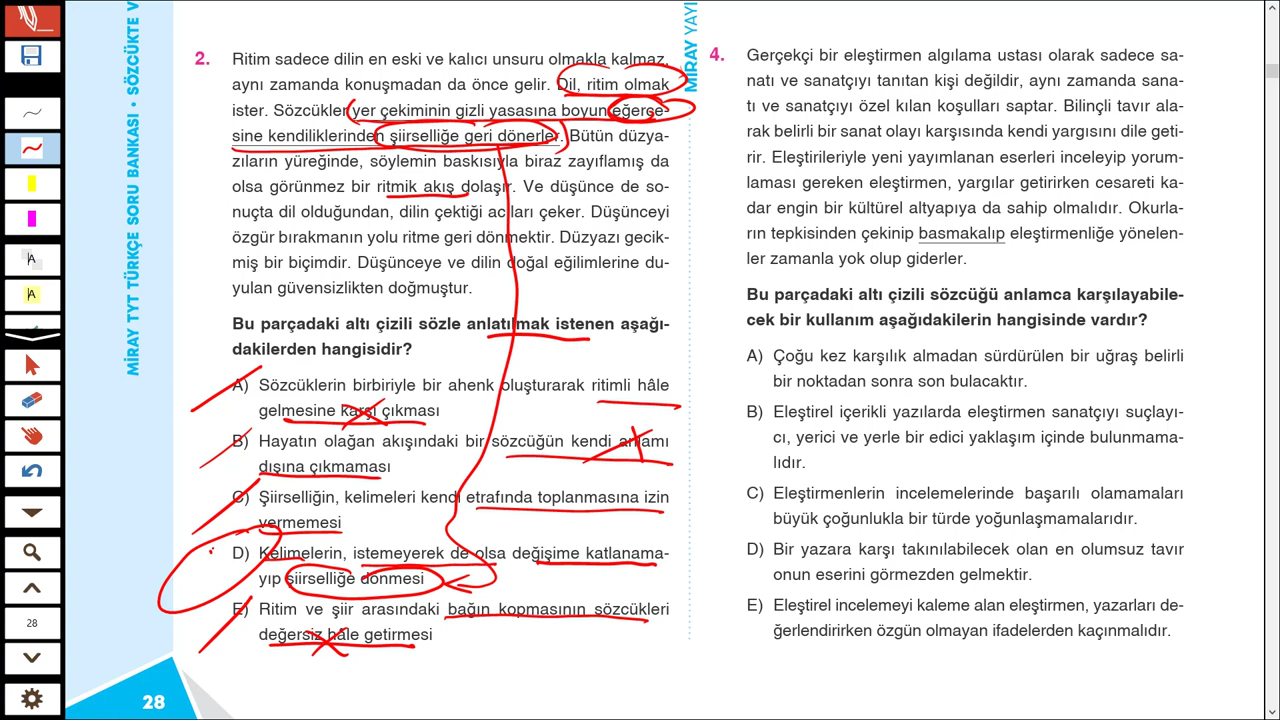 MİRAY TYT TÜRKÇE SORU BANKASI • SÖZCÜKTE V
MİRAY YAYI
2. Ritim sadece dilin en eski ve kalıcı unsuru olmakla kalmaz,
aynı zamanda konuşmadan da önce gelir. Dil, ritim olmak
ister. Sözcükler yer çekiminin gizli yasasına boyun eğerce-
sine kendiliklerinden şiirselliğe geri dönerler. Bütün düzya-
zıların yüreğinde, söylemin baskısıyla biraz zayıflamış da
olsa görünmez bir ritmik akış dolaşır. Ve düşünce de so-
nuçta dil olduğundan, dilin çektiği acıları çeker. Düşünceyi
özgür bırakmanın yolu ritme geri dönmektir. Düzyazı gecik-
miş bir biçimdir. Düşünceye ve dilin doğal eğilimlerine du-
yulan güvensizlikten doğmuştur.
Bu parçadaki altı çizili sözle anlatılmak istenen aşağı-
dakilerden hangisidir?
A) Sözcüklerin birbiriyle bir ahenk oluşturarak ritimli hâle
gelmesine karşı çıkması
B) Hayatın olağan akışındaki bir sözcüğün kendi anlamı
dışına çıkmaması
C) Şiirselliğin, kelimeleri kendi etrafında toplanmasına izin
vermemesi
D) Kelimelerin, istemeyerek de olsa değişime katlanama-
yıp şiirselliğe dönmesi
E) Ritim ve şiir arasındaki bağın kopmasının sözcükleri
değersiz hâle getirmesi
28
4. Gerçekçi bir eleştirmen algılama ustası olarak sadece sa-
natı ve sanatçıyı tanıtan kişi değildir, aynı zamanda sana-
tı ve sanatçıyı özel kılan koşulları saptar. Bilinçli tavır ala-
rak belirli bir sanat olayı karşısında kendi yargısını dile geti-
rir. Eleştirileriyle yeni yayımlanan eserleri inceleyip yorum-
laması gereken eleştirmen, yargılar getirirken cesareti ka-
dar engin bir kültürel altyapıya da sahip olmalıdır. Okurla-
rın tepkisinden çekinip basmakalıp eleştirmenliğe yönelen-
ler zamanla yok olup giderler.
Bu parçadaki altı çizili sözcüğü anlamca karşılayabile-
cek bir kullanım aşağıdakilerin hangisinde vardır?
A) Çoğu kez karşılık almadan sürdürülen bir uğraş belirli
bir noktadan sonra son bulacaktır.
B) Eleştirel içerikli yazılarda eleştirmen sanatçıyı suçlayı-
cı, yerici ve yerle bir edici yaklaşım içinde bulunmama-
lıdır.
C) Eleştirmenlerin incelemelerinde başarılı olamamaları
büyük çoğunlukla bir türde yoğunlaşmamalarıdır.
D) Bir yazara karşı takınılabilecek olan en olumsuz tavır
onun eserini görmezden gelmektir.
E) Eleştirel incelemeyi kaleme alan eleştirmen, yazarları de-
ğerlendirirken özgün olmayan ifadelerden kaçınmalıdır.
A
A
28